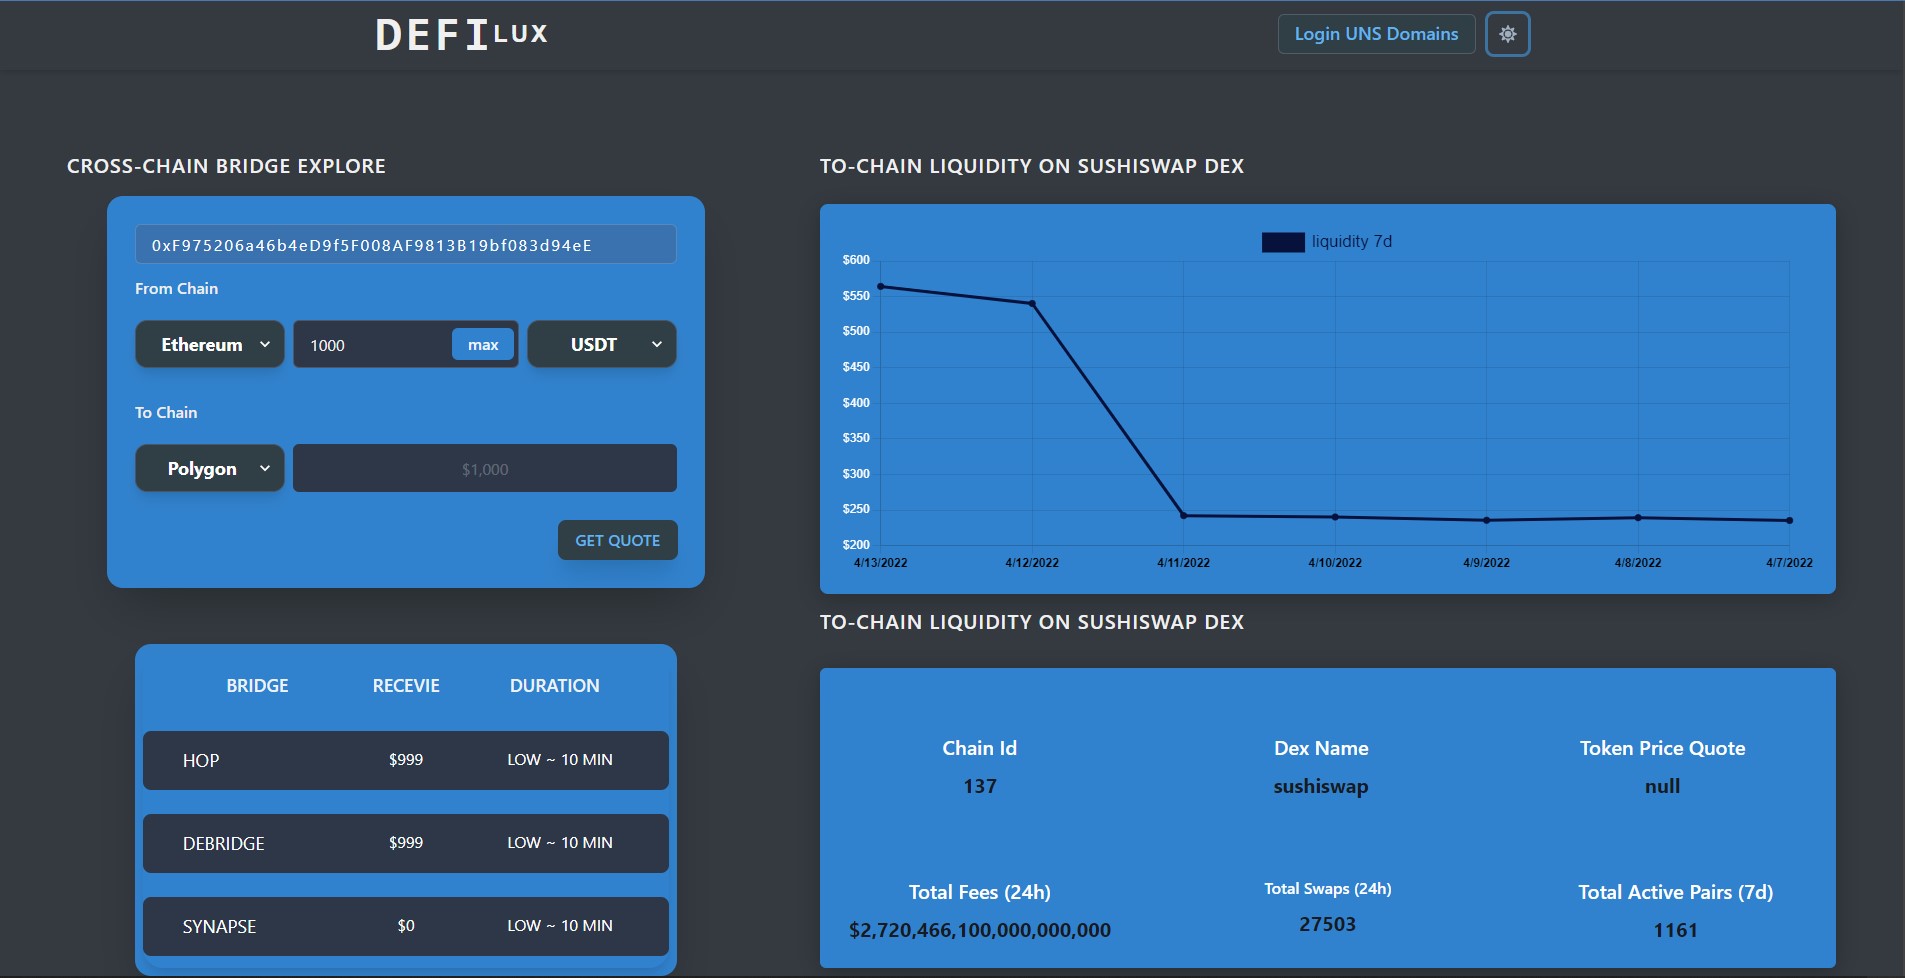 DEFI LUX
Login UNS Domains
CROSS-CHAIN BRIDGE EXPLORE
0xF975206a46b4eD9f5F008AF9813B19bf083d94eE
From Chain
Ethereum 1000 max USDT
To Chain
Polygon $1,000
GET QUOTE
BRIDGE RECEVIE DURATION
HOP $999 LOW ~ 10 MIN
DEBRIDGE $999 LOW ~ 10 MIN
SYNAPSE $0 LOW ~ 10 MIN
TO-CHAIN LIQUIDITY ON SUSHISWAP DEX
liquidity 7d
$600
$550
$500
$450
$400
$350
$300
$250
$200
4/13/2022 4/12/2022 4/11/2022 4/10/2022 4/9/2022 4/8/2022 4/7/2022
TO-CHAIN LIQUIDITY ON SUSHISWAP DEX
Chain Id Dex Name Token Price Quote
137 sushiswap null
Total Fees (24h) Total Swaps (24h) Total Active Pairs (7d)
$2,720,466,100,000,000,000 27503 1161